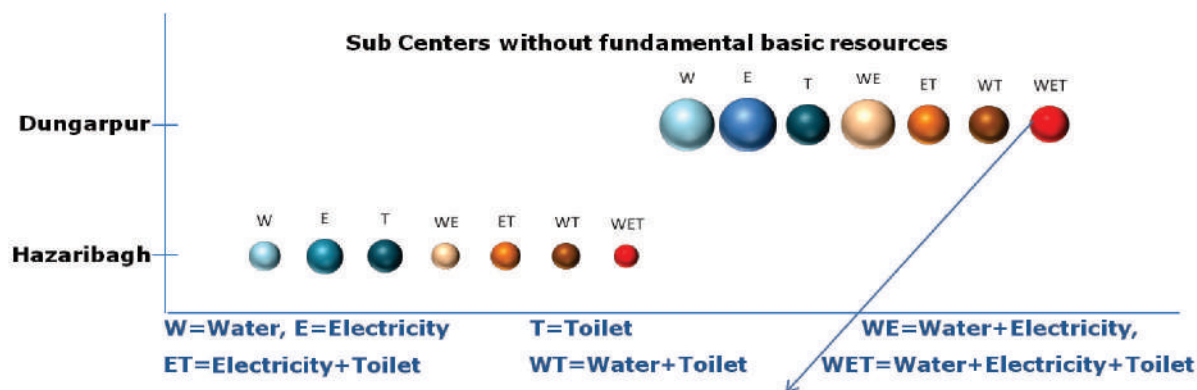 Sub Centers without fundamental basic resources
W E T WE ET WT WET
Dungarpur
W E T WE ET WT WET
Hazaribagh
W=Water, E=Electricity T=Toilet WE=Water+Electricity,
ET=Electricity+Toilet WT=Water+Toilet WET=Water+Electricity+Toilet